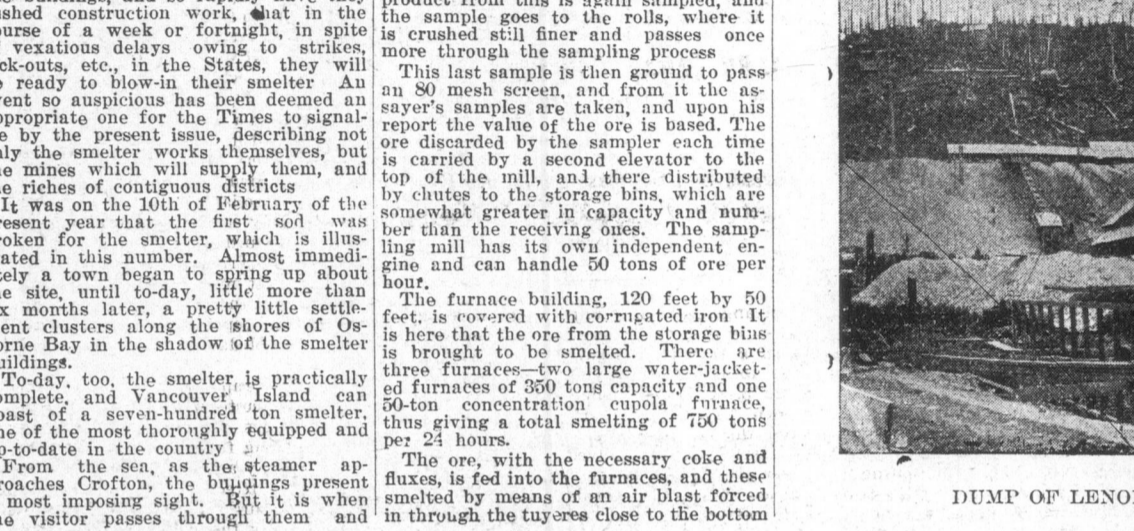 ushed construction work, that in the
ourse of a week or fortnight, in spite
vexatious delays owing to strikes,
ck-outs, etc., in the States, they will
ready to blow-in their smelter An
vent so auspicious has been deemed an
ppropriate one for the Times to signal-
e by the present issue, describing not
nly the smelter works themselves, but
e mines which will supply them, and
e riches of contiguous districts
It was on the 10th of February of the
resent year that the first sod was
roken for the smelter, which is illus-
ated in this number. Almost immedi-
tely a town began to spring up about
e site, until to-day, little more than
x months later, a pretty little settle-
ent clusters along the shores of Os-
orne Bay in the shadow of the smelter
uildings.
To-day, too, the smelter is practically
omplete, and Vancouver Island can
oast of a seven-hundred ton smelter,
ne of the most thoroughly equipped and
p-to-date in the country
From the sea, as the steamer ap-
roaches Crofton, the present
most imposing sight. But it is when
e visitor passes through them and
product from this is again sampled, and
the sample goes to the rolls, where it
is crushed still finer and passes once
more through the sampling process
This last sample is then ground to pass
an 80 mesh screen, and from it the as-
sayer's samples are taken, and upon his
report the value of the ore is based. The
ore discarded by the sampler each time
is carried by a second elevator to the
top of the mill, and there distributed
by chutes to the storage bins, which are
somewhat greater in capacity and num-
ber than the receiving ones. The samp-
ling mill has its own independent en-
gine and can handle 50 tons of ore per
hour.
The furnace building, 120 feet by 50
feet, is covered with corrugated iron It
is here that the ore from the storage bins
is brought to be smelted. There are
three furnaces—two large water-jacket-
ed furnaces of 350 tons capacity and one
50-ton concentration cupola furnace,
thus giving a total smelting of 750 tons
per 24 hours.
The ore, with the necessary coke and
fluxes, is fed into the furnaces, and these
smelted by means of an air blast forced
in through the tuyeres close to the bottom
DUMP OF LENO